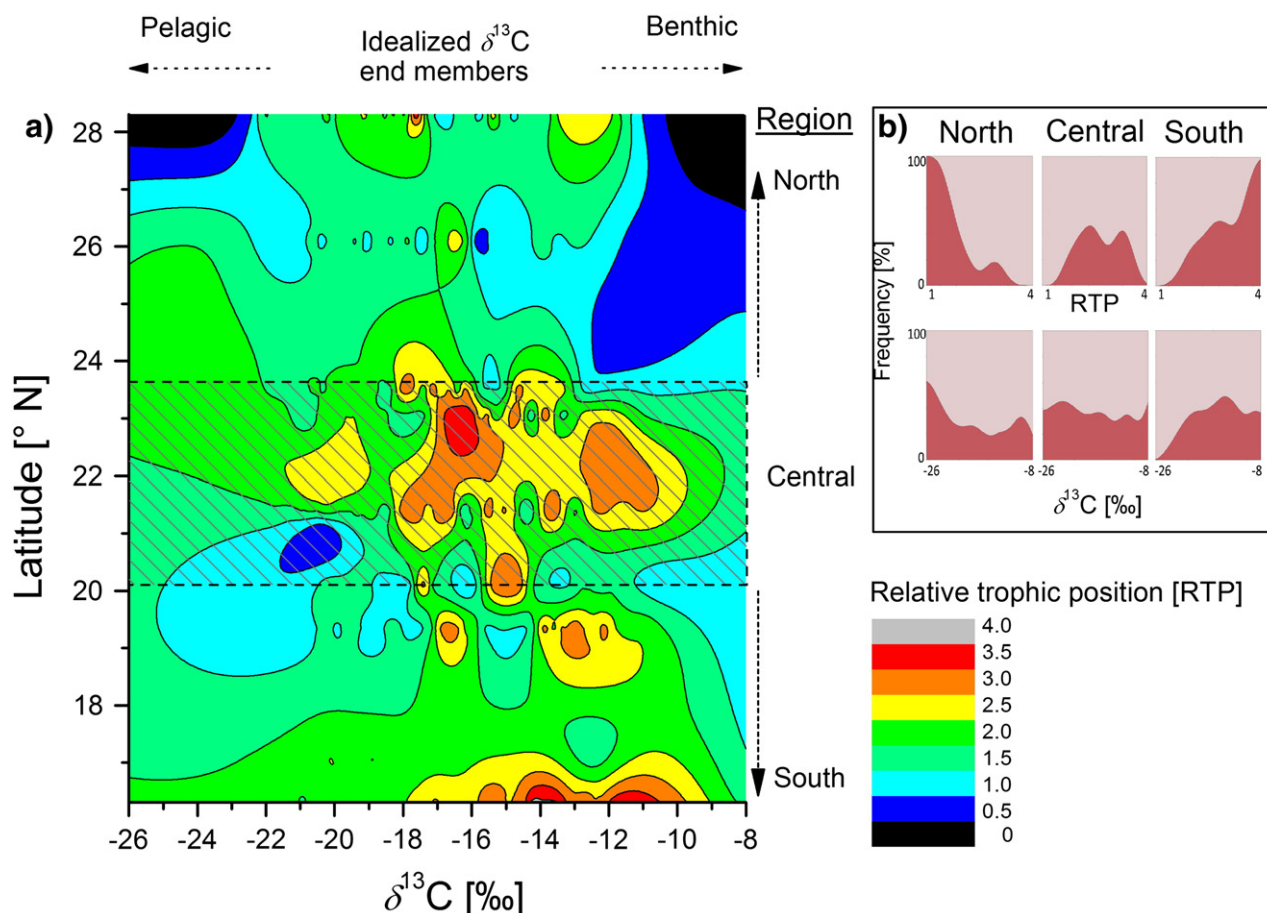 Pelagic
Idealized δ¹³C
end members
Benthic
a)
Region
North
Central
South
28
26
24
22
20
18
Latitude [° N]
-26 -24 -22 -20 -18 -16 -14 -12 -10 -8
δ¹³C [‰]
b)
North Central South
100
0
1 4 1 4 1 4
RTP
Frequency [%]
100
0
-26 -8 -26 -8 -26 -8
δ¹³C [‰]
Relative trophic position [RTP]
4.0
3.5
3.0
2.5
2.0
1.5
1.0
0.5
0